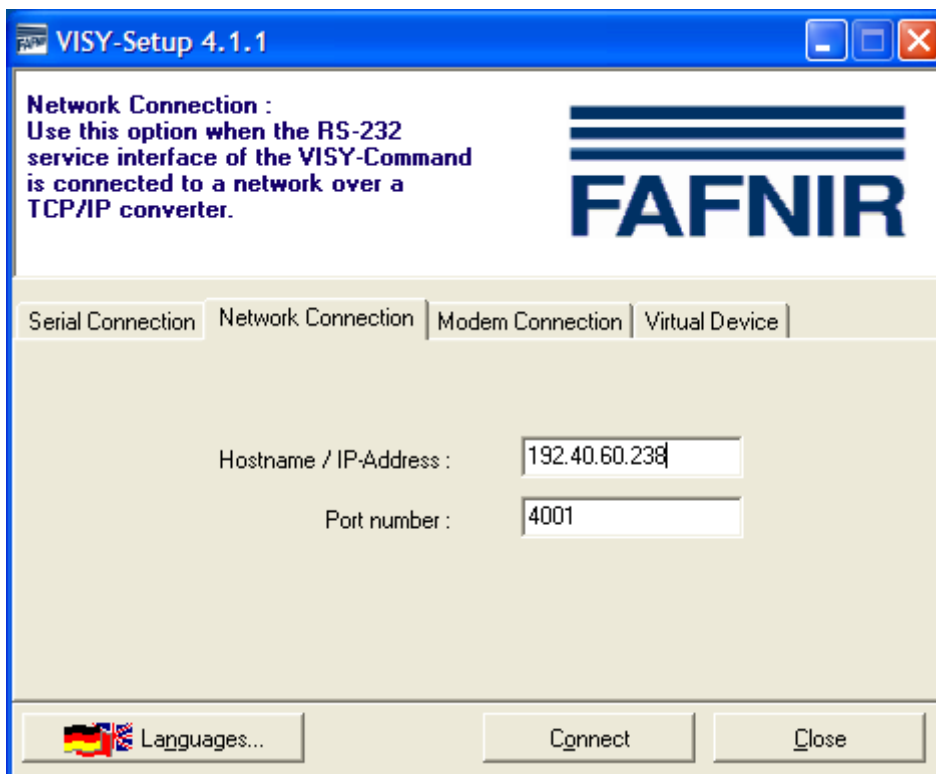 VISY-Setup 4.1.1
Network Connection :
Use this option when the RS-232
service interface of the VISY-Command
is connected to a network over a
TCP/IP converter.
FAFNIR
Serial Connection Network Connection Modem Connection Virtual Device
Hostname / IP-Address : 192.40.60.238
Port number : 4001
Languages... Connect Close